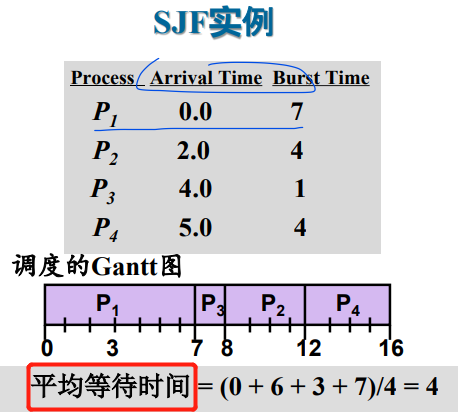 SJF实例
Process Arrival Time Burst Time
P1 0.0 7
P2 2.0 4
P3 4.0 1
P4 5.0 4
调度的Gantt图
P1 P3 P2 P4
0 3 7 8 12 16
平均等待时间 = (0 + 6 + 3 + 7)/4 = 4